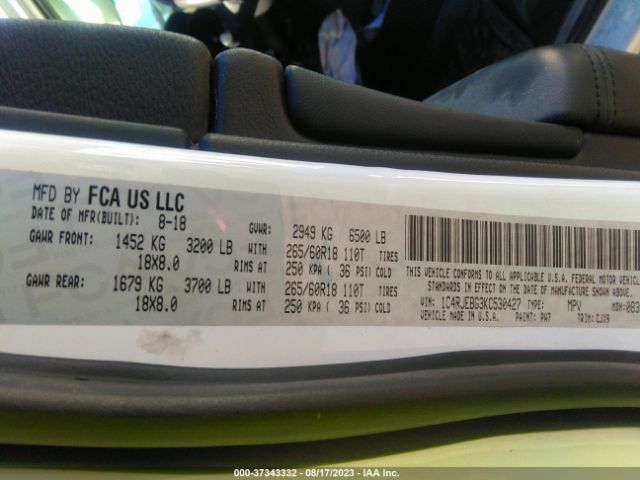 MFD BY FCA US LLC
DATE OF MFR(BUILT): 8-18 GVWR: 2949 KG 6500 LB
GAWR FRONT: 1452 KG 3200 LB WITH 265/60R18 110T TIRES
18X8.0 RIMS AT 250 KPA ( 36 PSI) COLD
GAWR REAR: 1679 KG 3700 LB WITH 265/60R18 110T TIRES
18X8.0 RIMS AT 250 KPA ( 36 PSI) COLD
THIS VEHICLE CONFORMS TO ALL APPLICABLE U.S.A. FEDERAL MOTOR VEHICLE
STANDARDS IN EFFECT ON THE DATE OF MANUFACTURE SHOWN ABOVE.
VIN: 1C4RJEBG3KC530427 TYPE: MPV MDH:083
VEHICLE MADE IN U.S.A. PAINT: PW7 TRIM: CJX9
000-37343332 - 08/17/2023 - IAA Inc.